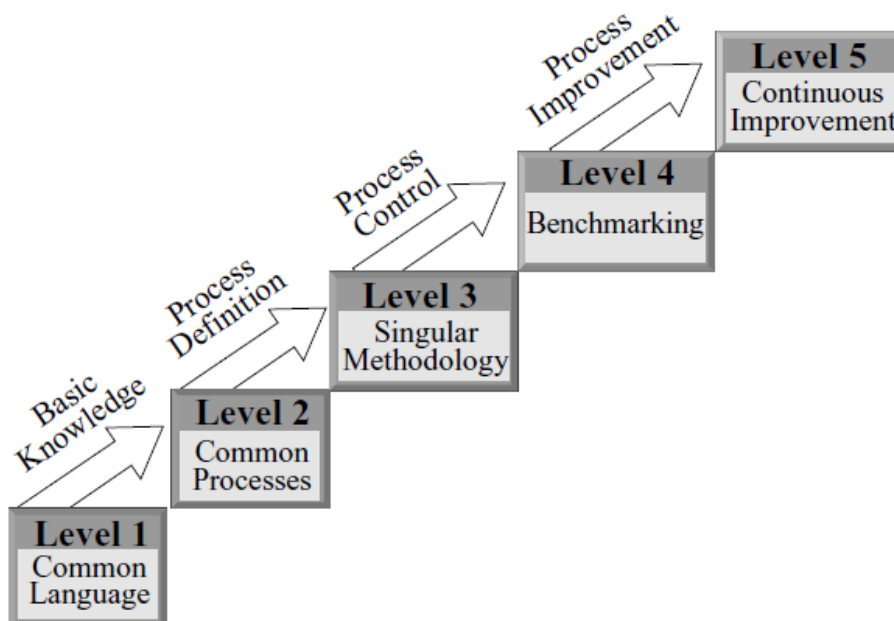 Process
Improvement
Level 5
Continuous
Improvement
Process
Control
Level 4
Benchmarking
Process
Definition
Level 3
Singular
Methodology
Basic
Knowledge
Level 2
Common
Processes
Level 1
Common
Language